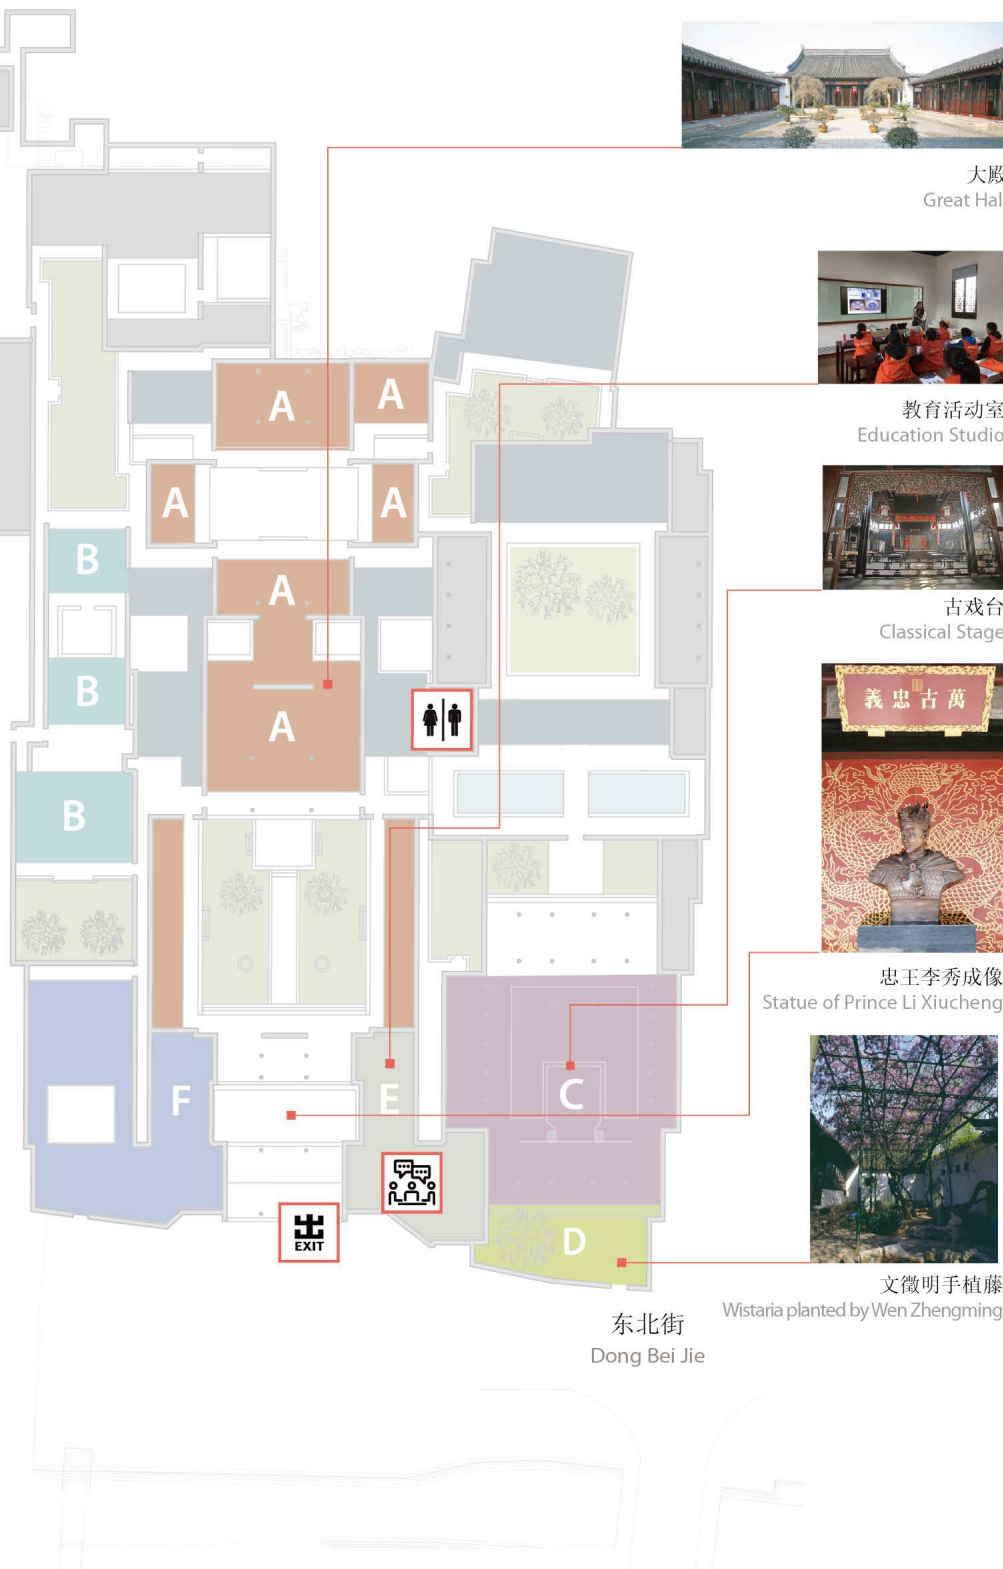 大殿
Great Hal
教育活动室
Education Studio
古戏台
Classical Stage
義忠古萬
忠王李秀成像
Statue of Prince Li Xiucheng
文徵明手植藤
Wistaria planted by Wen Zhengming
A
A
A
A
A
A
B
B
B
C
D
E
F
出
EXIT
东北街
Dong Bei Jie